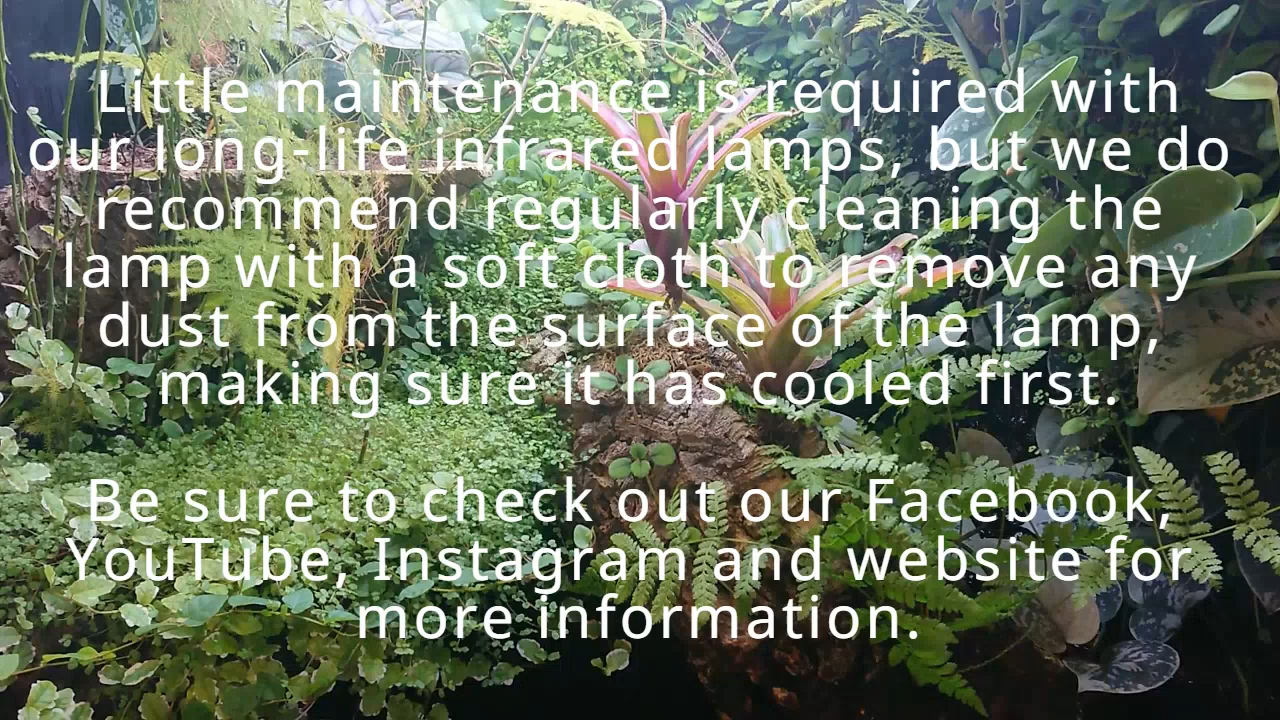 Little maintenance is required with
our long-life infrared lamps, but we do
recommend regularly cleaning the
lamp with a soft cloth to remove any
dust from the surface of the lamp,
making sure it has cooled first.
Be sure to check out our Facebook,
YouTube, Instagram and website for
more information.